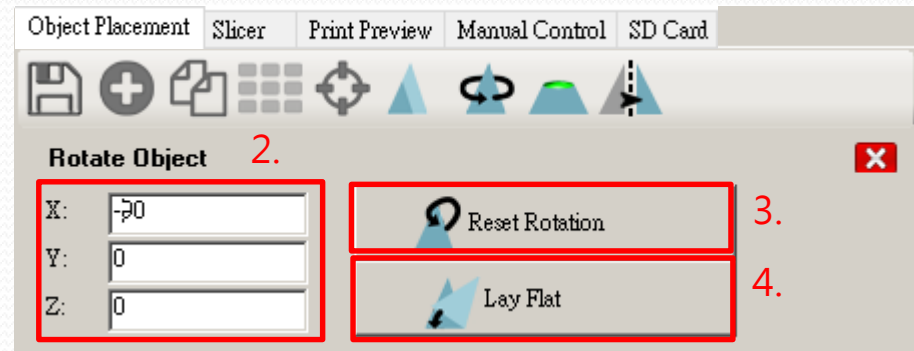 Object Placement Slicer Print Preview Manual Control SD Card
Rotate Object 2.
X:
Reset Rotation 3.
Y: 0
Lay Flat 4.
Z: 0